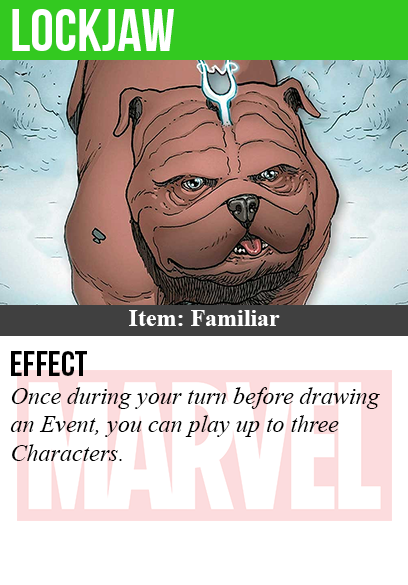 LOCKJAW
Item: Familiar
EFFECT
Once during your turn before drawing
an Event, you can play up to three
Characters.
MARVEL